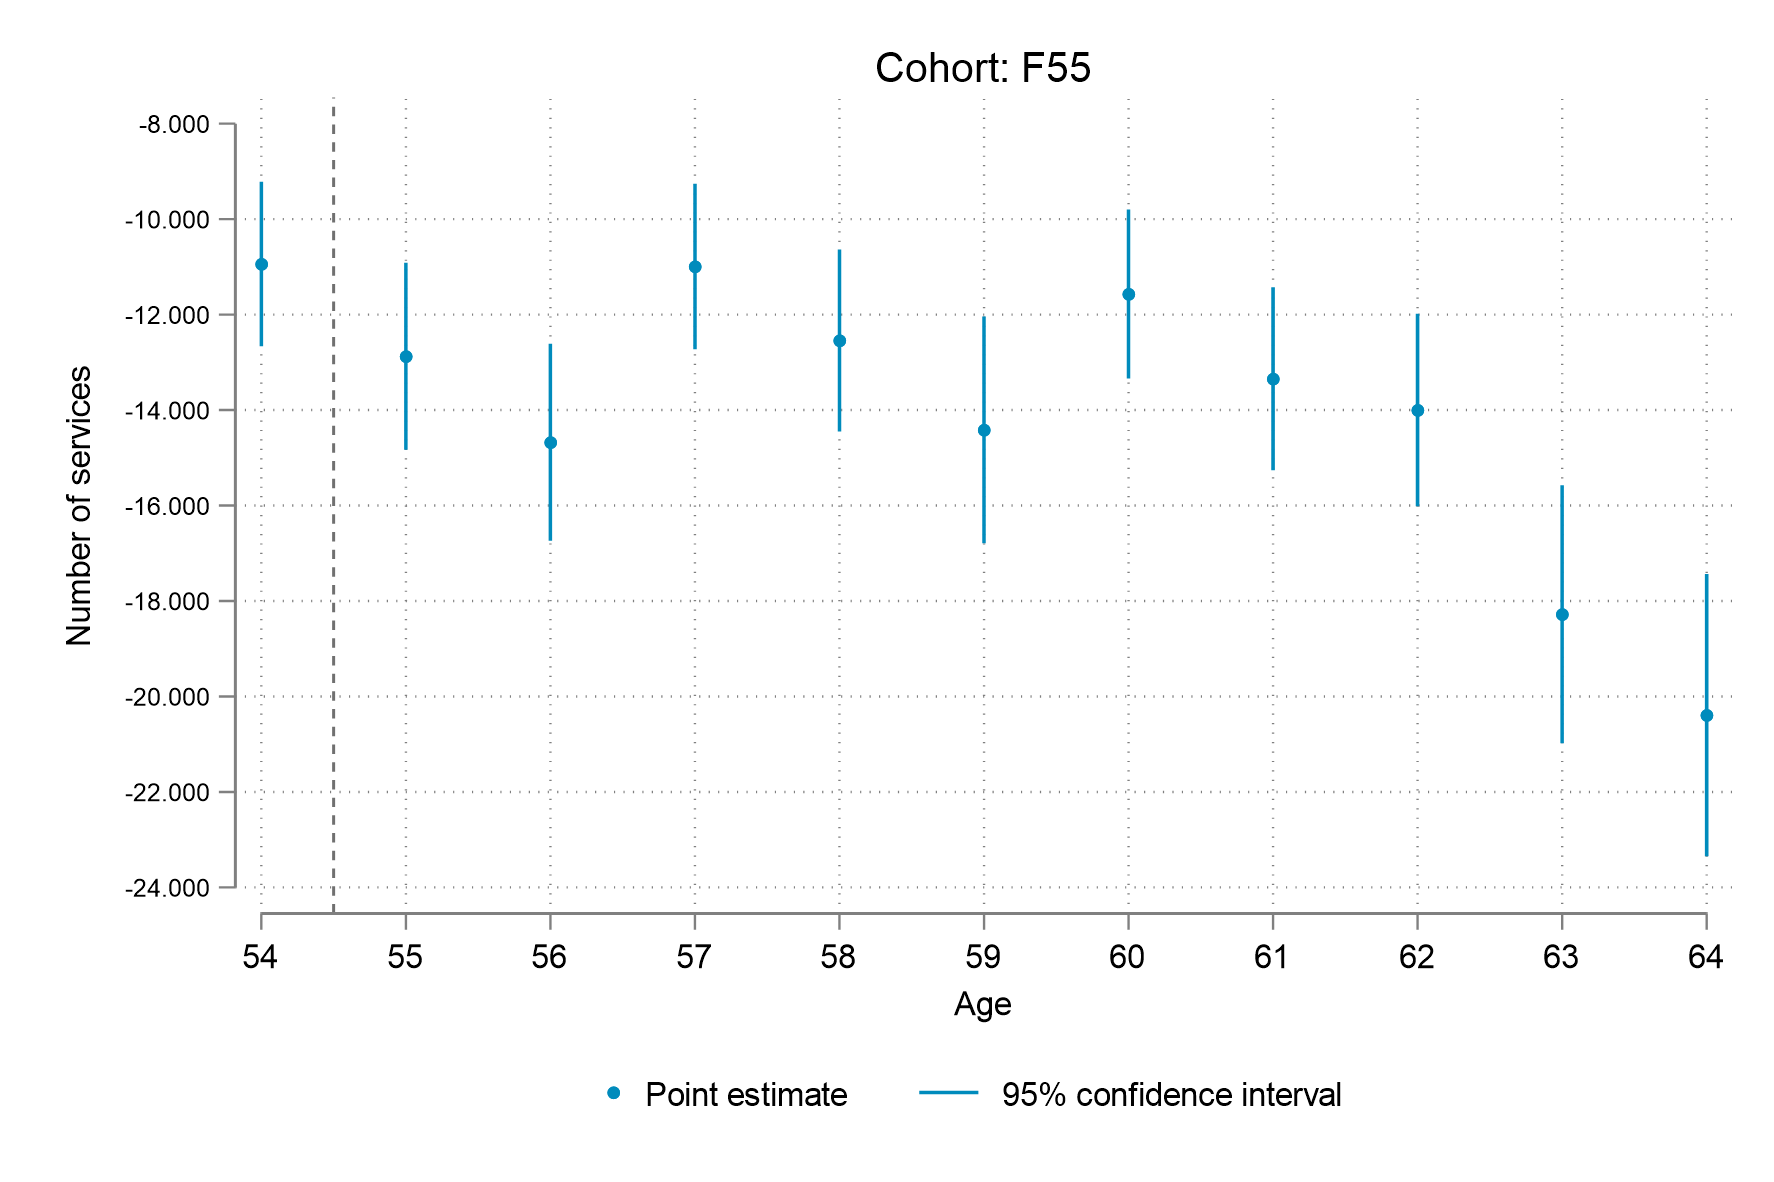 Cohort: F55
-8.000
-10.000
-12.000
-14.000
-16.000
-18.000
-20.000
-22.000
-24.000
Number of services
54 55 56 57 58 59 60 61 62 63 64
Age
Point estimate 95% confidence interval